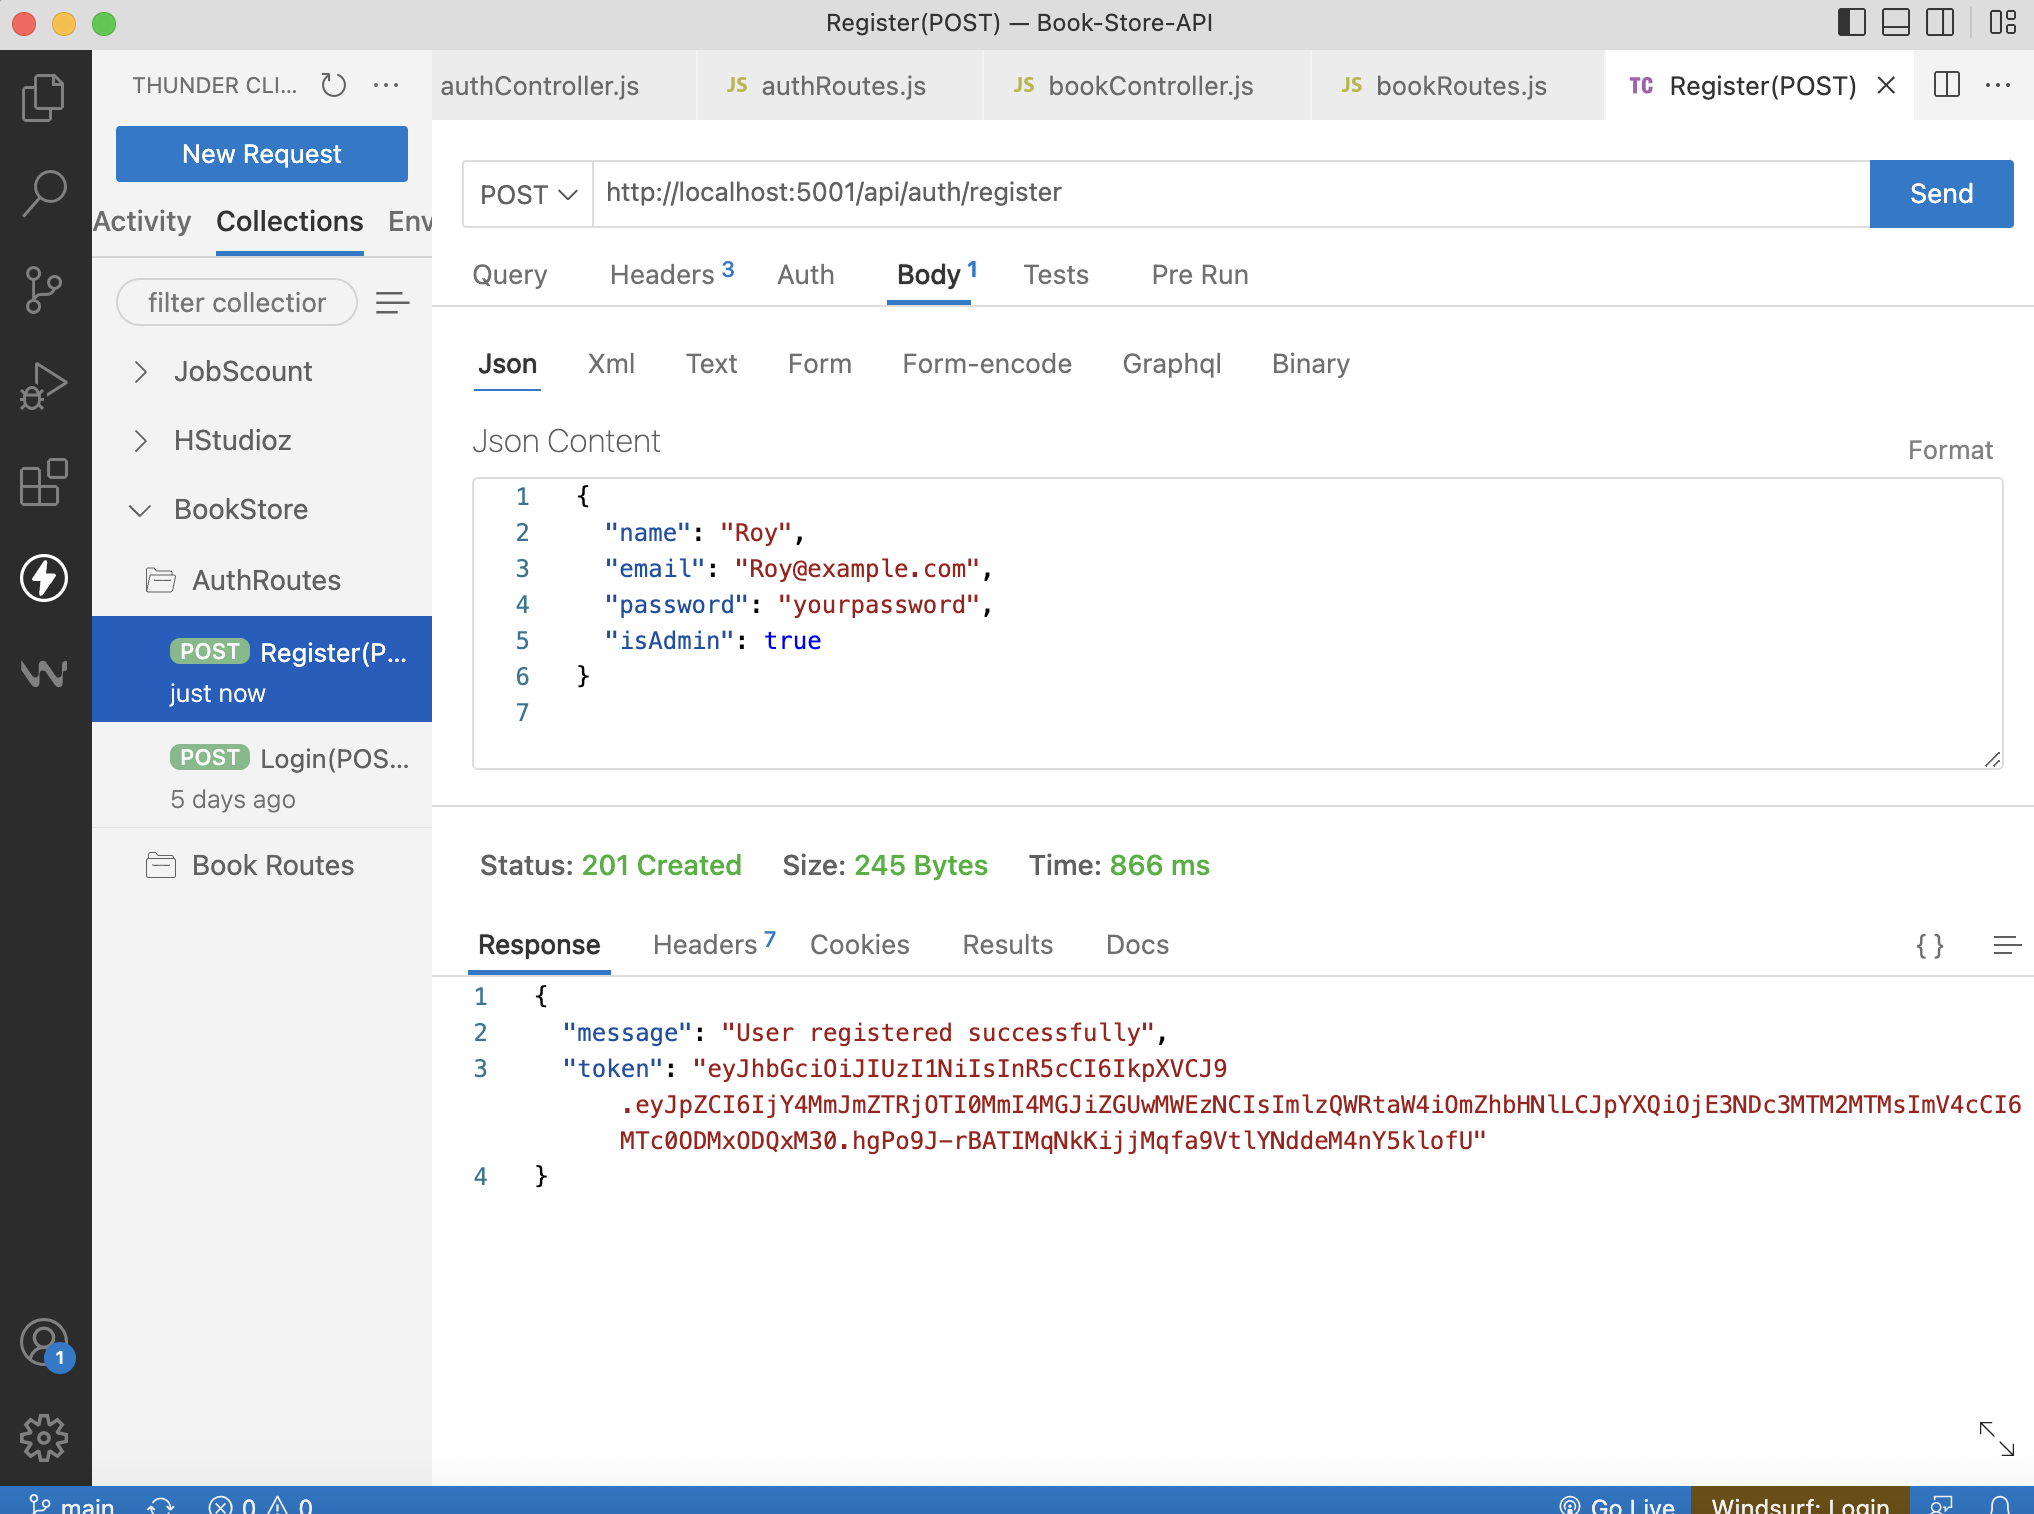 Register(POST) — Book-Store-API
THUNDER CLI...
authController.js
JS authRoutes.js
JS bookController.js
JS bookRoutes.js
TC Register(POST)
New Request
Activity Collections Env
filter collection
JobScount
HStudioz
BookStore
AuthRoutes
POST Register(P...
just now
POST Login(POS...
5 days ago
Book Routes
POST http://localhost:5001/api/auth/register Send
Query Headers 3 Auth Body 1 Tests Pre Run
Json Xml Text Form Form-encode Graphql Binary
Json Content
Format
1 {
2 "name": "Roy",
3 "email": "Roy@example.com",
4 "password": "yourpassword",
5 "isAdmin": true
6 }
7
Status: 201 Created Size: 245 Bytes Time: 866 ms
Response Headers 7 Cookies Results Docs
{}
1 {
2 "message": "User registered successfully",
3 "token": "eyJhbGciOiJIUzI1NiIsInR5cCI6IkpXVCJ9
.eyJpZCI6IjY4MmJmZTRjOTI0MmI4MGJiZGUwMWEzNCIsImlzQWRtaW4iOmZhbHNlLCJpYXQiOjE3NDc3MTM2MTMsImV4cCI6
MTc0ODMxODQxM30.hgPo9J-rBATIMqNkKijjMqfa9VtlYNddeM4nY5klofU"
4 }
1
main 0 0
Go Live Windsurf: Login